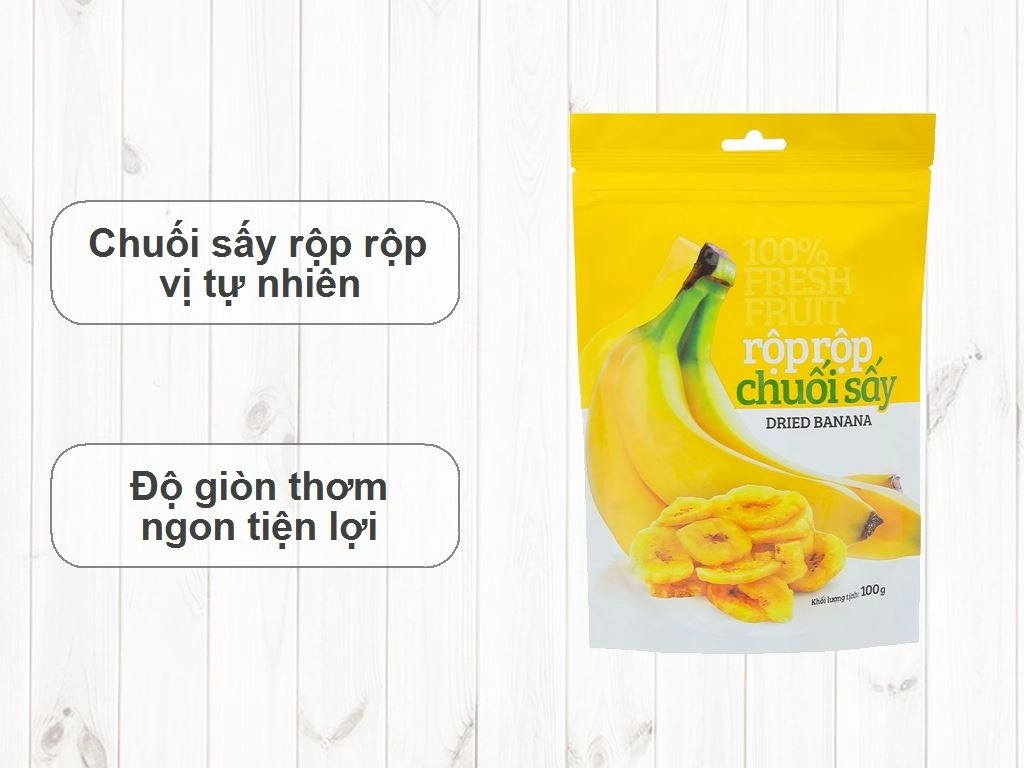 Chuối sấy rộp rộp
vị tự nhiên
Độ giòn thơm
ngon tiện lợi
100%
FRESH
FRUIT
rộp rộp
chuối sấy
DRIED BANANA
Khối lượng tịnh: 100g